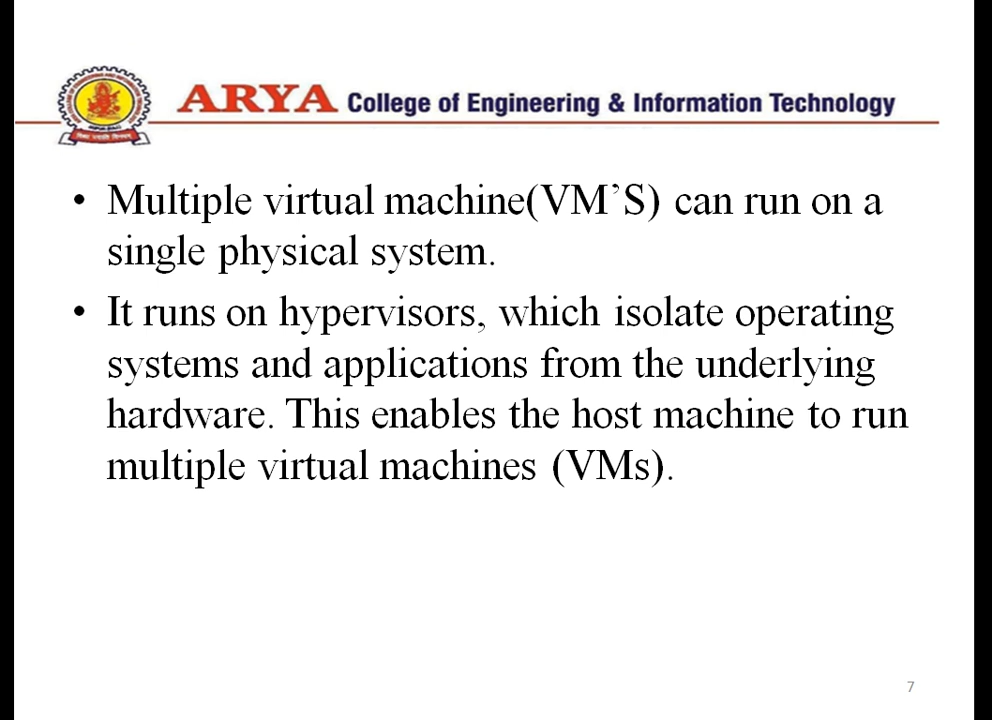 ARYA College of Engineering & Information Technology
• Multiple virtual machine(VM’S) can run on a
single physical system.
• It runs on hypervisors, which isolate operating
systems and applications from the underlying
hardware. This enables the host machine to run
multiple virtual machines (VMs).
7